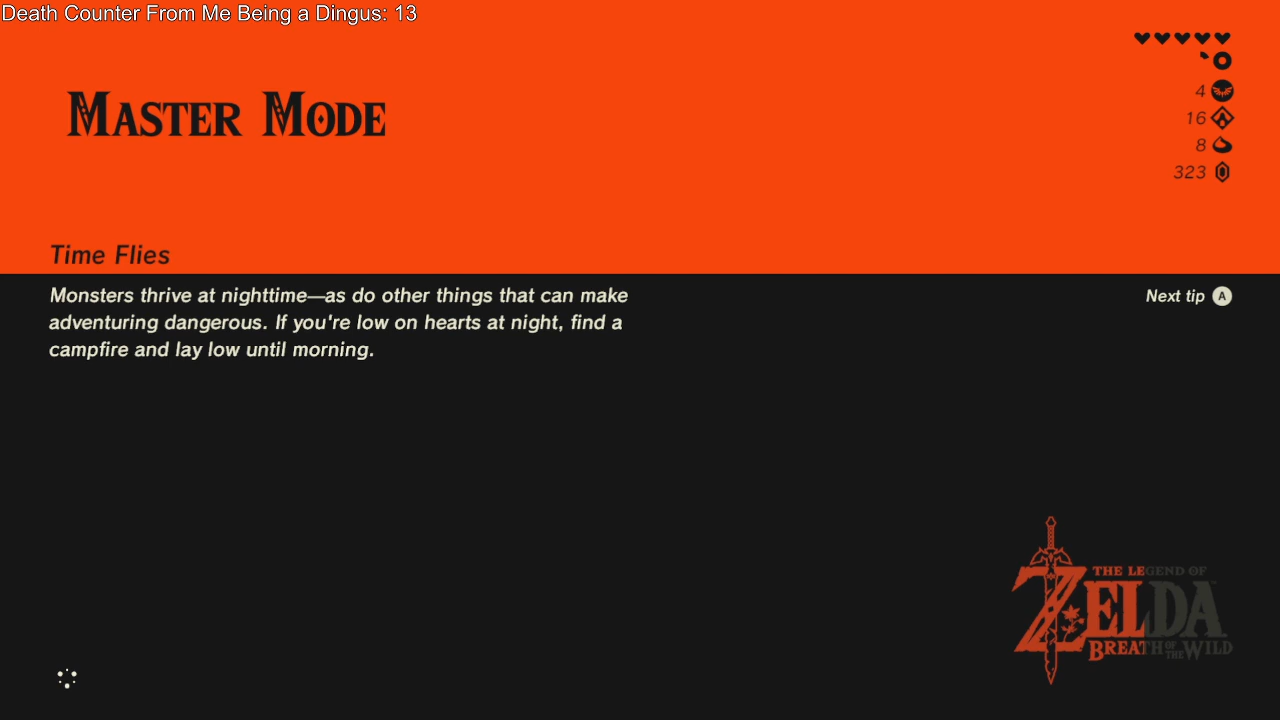 Death Counter From Me Being a Dingus: 13
Master Mode
4
16
8
323
Time Flies
Monsters thrive at nighttime—as do other things that can make
adventuring dangerous. If you're low on hearts at night, find a
campfire and lay low until morning.
Next tip A
THE LEGEND OF
ZELDA
BREATH OF THE WILD